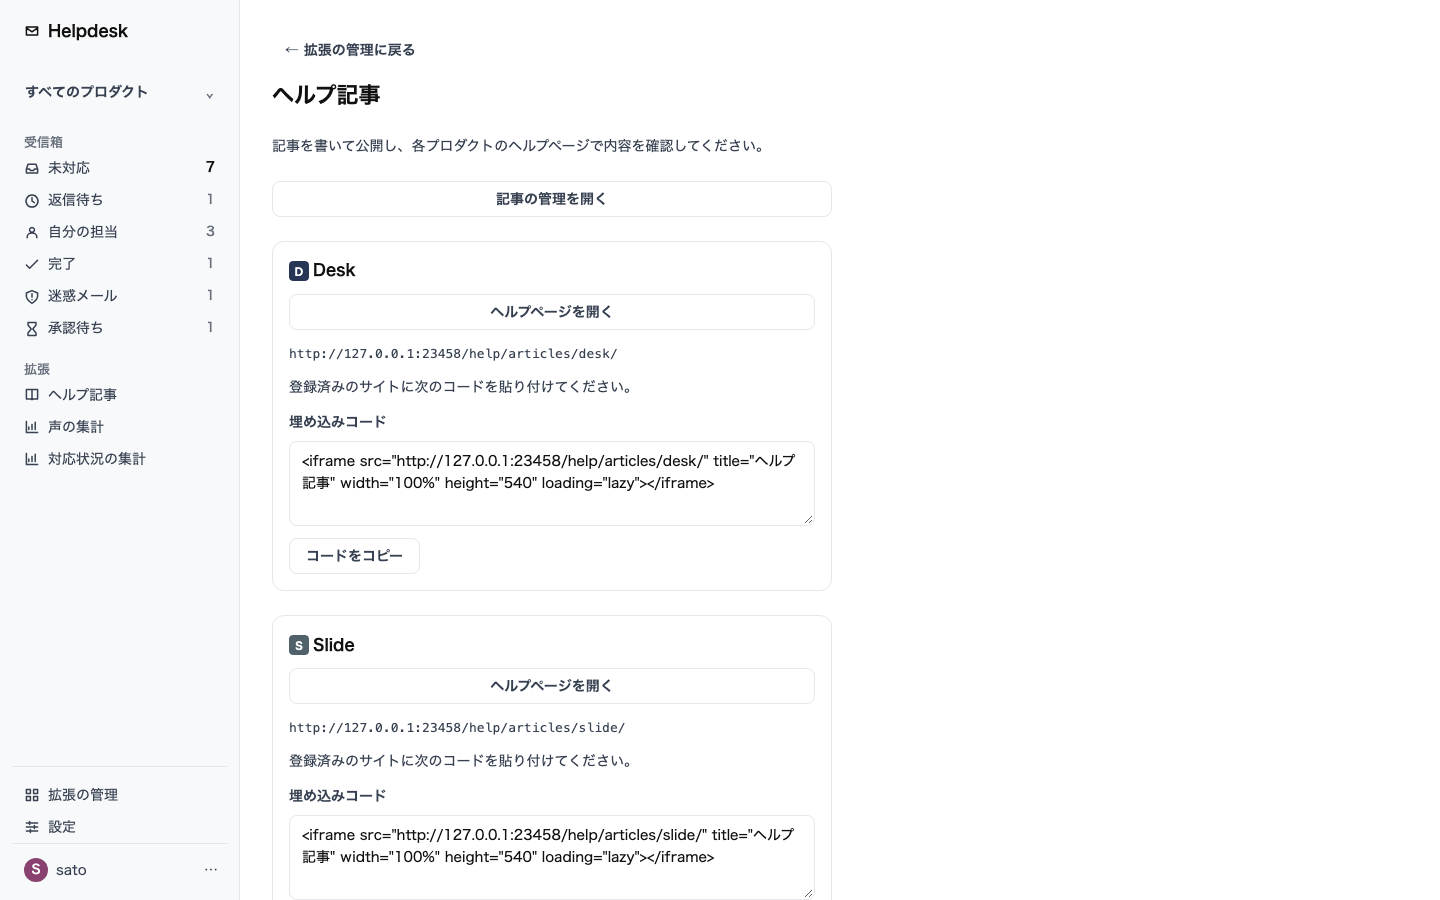 Helpdesk
すべてのプロダクト
受信箱
未対応 7
返信待ち 1
自分の担当 3
完了 1
迷惑メール 1
承認待ち 1
拡張
ヘルプ記事
声の集計
対応状況の集計
拡張の管理
設定
S sato ...
← 拡張の管理に戻る
ヘルプ記事
記事を書いて公開し、各プロダクトのヘルプページで内容を確認してください。
記事の管理を開く
D Desk
ヘルプページを開く
http://127.0.0.1:23458/help/articles/desk/
登録済みのサイトに次のコードを貼り付けてください。
埋め込みコード
<iframe src="http://127.0.0.1:23458/help/articles/desk/" title="ヘルプ
記事" width="100%" height="540" loading="lazy"></iframe>
コードをコピー
S Slide
ヘルプページを開く
http://127.0.0.1:23458/help/articles/slide/
登録済みのサイトに次のコードを貼り付けてください。
埋め込みコード
<iframe src="http://127.0.0.1:23458/help/articles/slide/" title="ヘルプ
記事" width="100%" height="540" loading="lazy"></iframe>